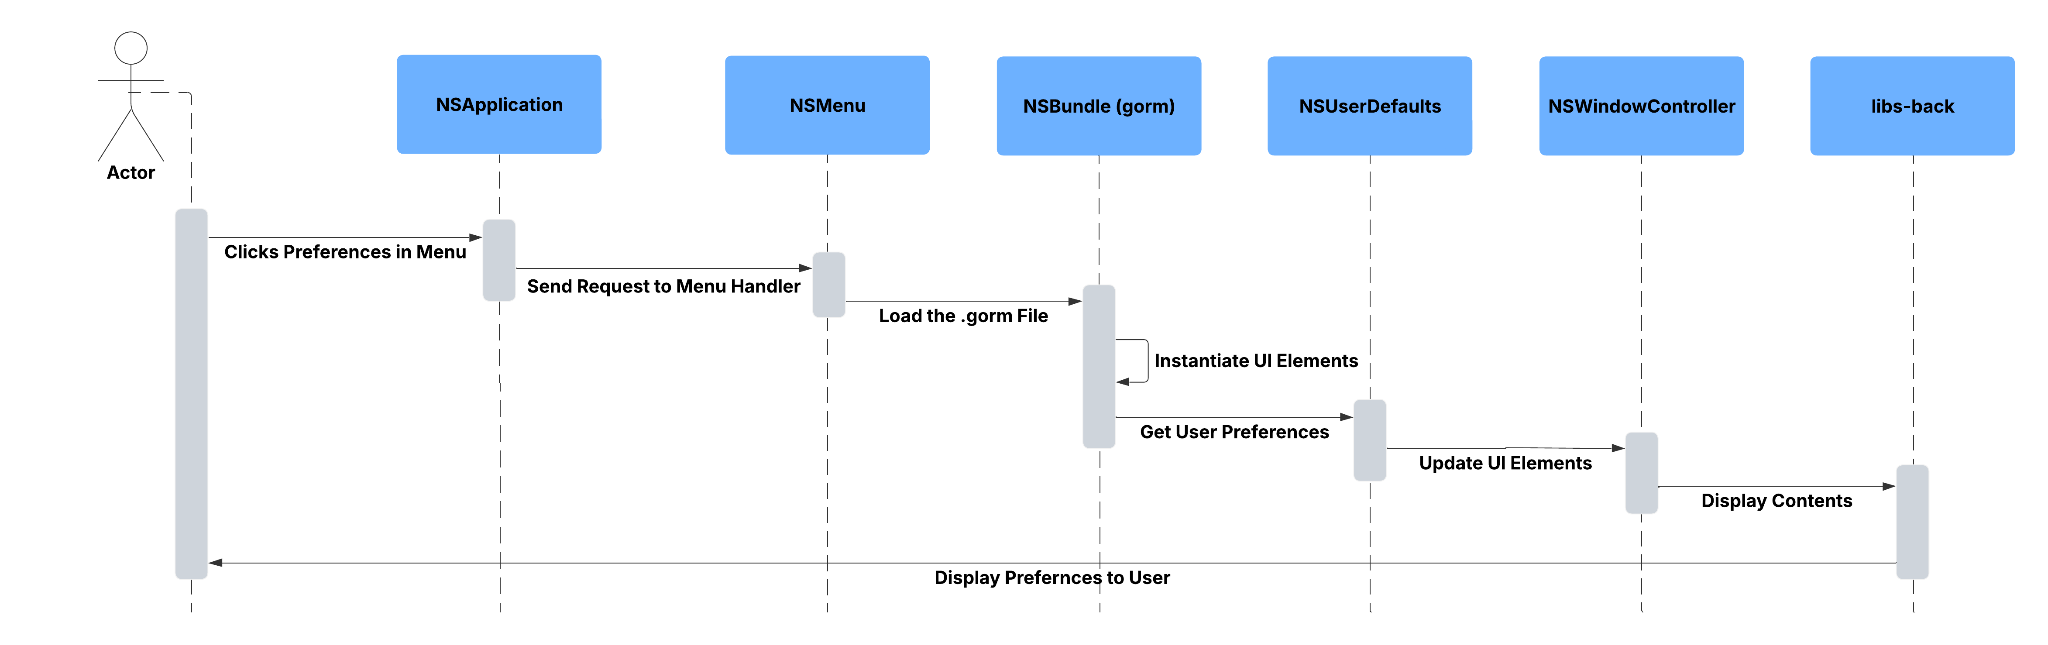 NSApplication
NSMenu
NSBundle (gorm)
NSUserDefaults
NSWindowController
libs-back
Actor
Clicks Preferences in Menu
Send Request to Menu Handler
Load the .gorm File
Instantiate UI Elements
Get User Preferences
Update UI Elements
Display Contents
Display Prefernces to User